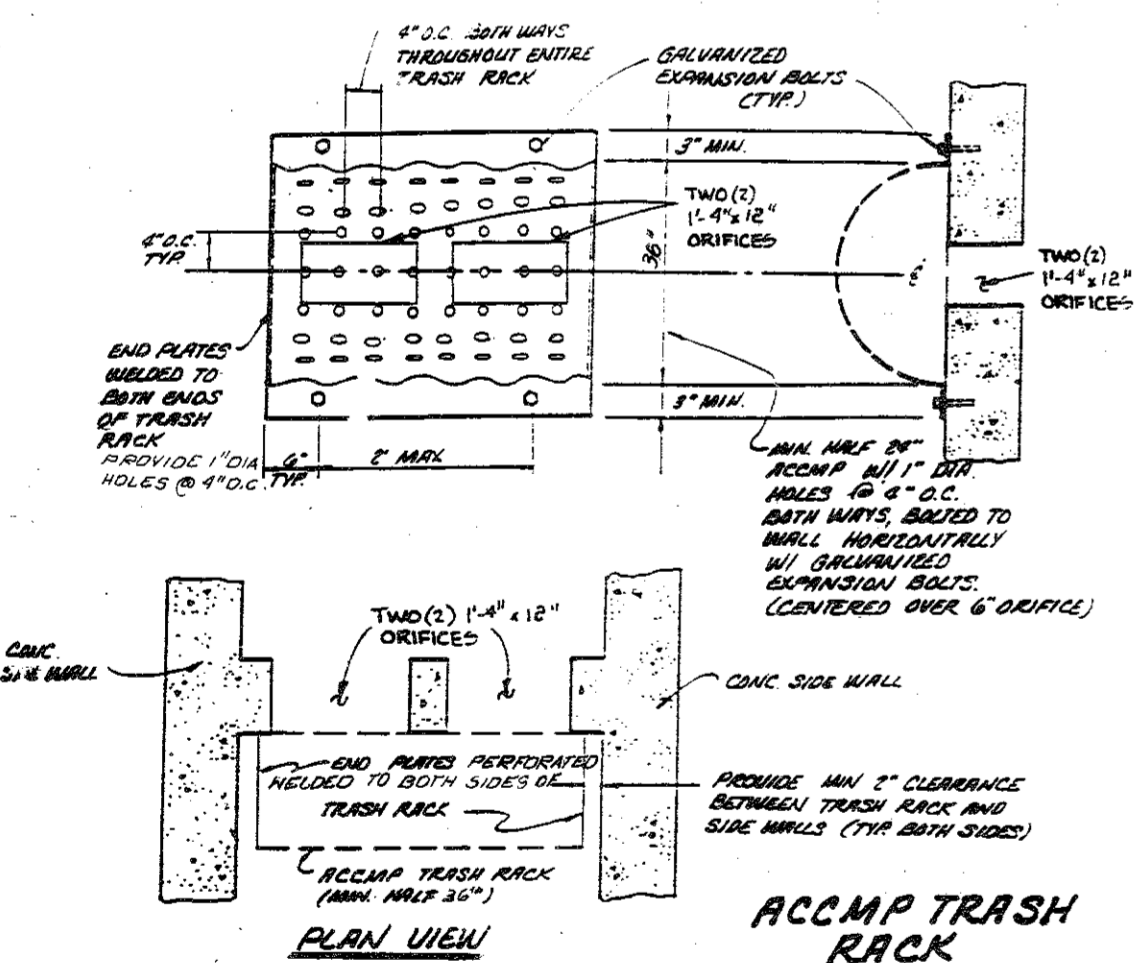 4" O.C. BOTH WAYS
THROUGHOUT ENTIRE
TRASH RACK
GALVANIZED
EXPANSION BOLTS
(TYP.)
3" MIN.
TWO (2)
1'-4" x 12"
ORIFICES
4" O.C.
TYP.
36"
TWO (2)
1'-4" x 12"
ORIFICES
END PLATES
WELDED TO
BOTH ENDS
OF TRASH
RACK
PROVIDE 1" DIA
HOLES @ 4" O.C.
6"
TYP.
2' MAX
3" MIN.
MIN. HALF 24"
ACCMP W/ 1" DIA.
HOLES @ 4" O.C.
BOTH WAYS, BOLTED TO
WALL HORIZONTALLY
W/ GALVANIZED
EXPANSION BOLTS.
(CENTERED OVER 6" ORIFICE)
TWO (2) 1'-4" x 12"
ORIFICES
CONC.
SIDE WALL
CONC. SIDE WALL
END PLATES PERFORATED
WELDED TO BOTH SIDES OF
TRASH RACK
PROVIDE MIN 2" CLEARANCE
BETWEEN TRASH RACK AND
SIDE WALLS (TYP. BOTH SIDES)
ACCMP TRASH RACK
(MIN. HALF 36")
PLAN VIEW
ACCMP TRASH
RACK